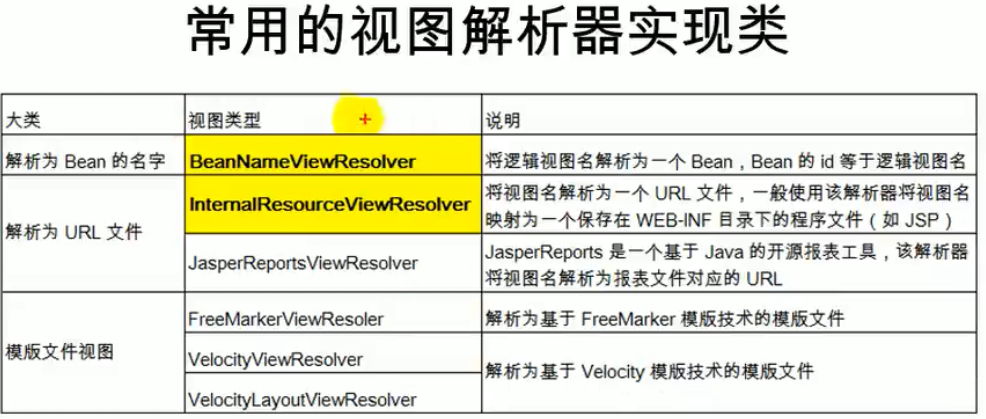 常用的视图解析器实现类
大类 视图类型 说明
解析为 Bean 的名字 BeanNameViewResolver 将逻辑视图名解析为一个 Bean，Bean 的 id 等于逻辑视图名
解析为 URL 文件
InternalResourceViewResolver
将视图名解析为一个 URL 文件，一般使用该解析器将视图名
映射为一个保存在 WEB-INF 目录下的程序文件（如 JSP）
JasperReportsViewResolver
JasperReports 是一个基于 Java 的开源报表工具，该解析器
将视图名解析为报表文件对应的 URL
模版文件视图
FreeMarkerViewResoler 解析为基于 FreeMarker 模版技术的模版文件
VelocityViewResolver
VelocityLayoutViewResolver
解析为基于 Velocity 模版技术的模版文件